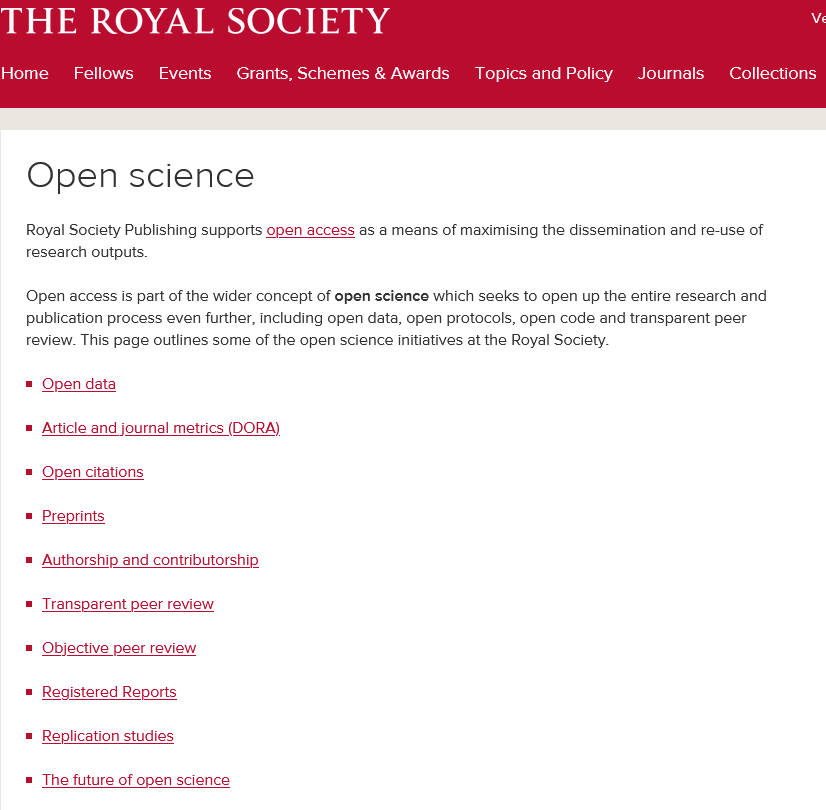 THE ROYAL SOCIETY
Home Fellows Events Grants, Schemes & Awards Topics and Policy Journals Collections
Open science
Royal Society Publishing supports open access as a means of maximising the dissemination and re-use of
research outputs.
Open access is part of the wider concept of open science which seeks to open up the entire research and
publication process even further, including open data, open protocols, open code and transparent peer
review. This page outlines some of the open science initiatives at the Royal Society.
Open data
Article and journal metrics (DORA)
Open citations
Preprints
Authorship and contributorship
Transparent peer review
Objective peer review
Registered Reports
Replication studies
The future of open science